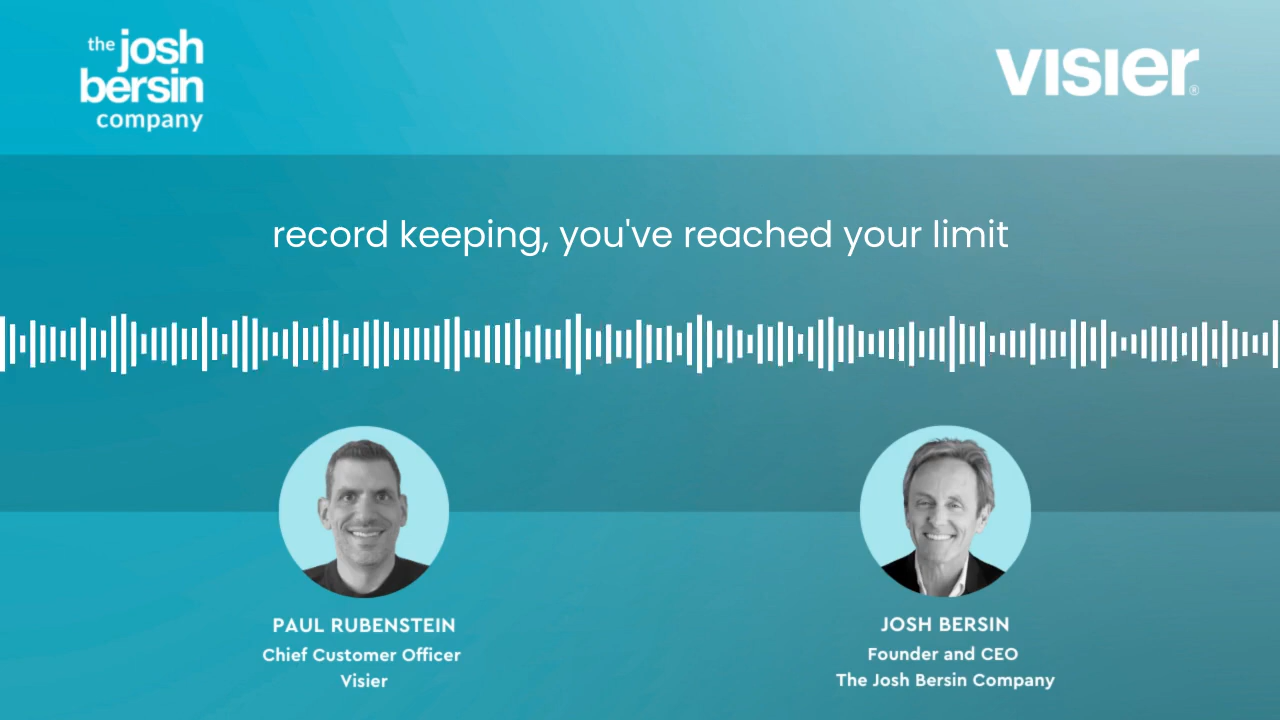 the josh
bersin
company
visier®
record keeping, you've reached your limit
PAUL RUBENSTEIN
Chief Customer Officer
Visier
JOSH BERSIN
Founder and CEO
The Josh Bersin Company